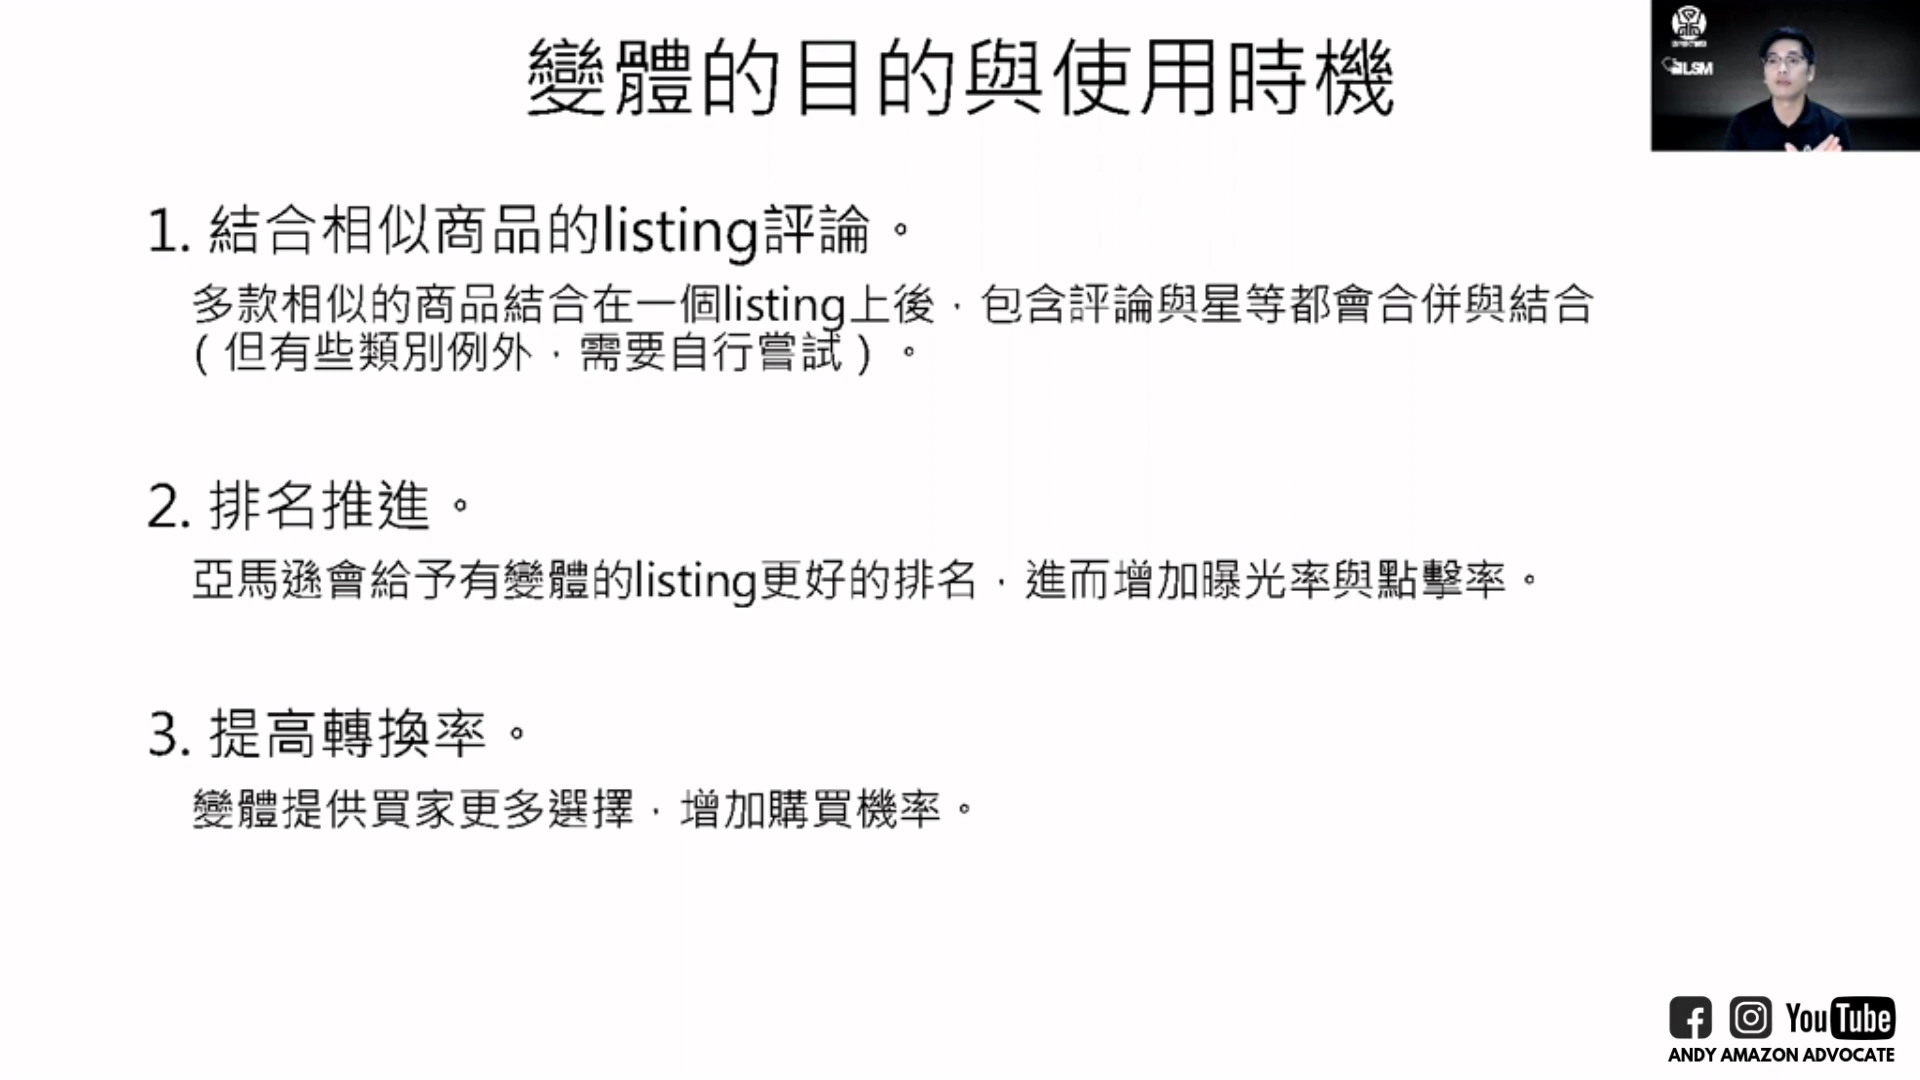 變體的目的與使用時機
1. 結合相似商品的listing評論。
多款相似的商品結合在一個listing上後，包含評論與星等都會合併與結合
（但有些類別例外，需要自行嘗試）。
2. 排名推進。
亞馬遜會給予有變體的listing更好的排名，進而增加曝光率與點擊率。
3. 提高轉換率。
變體提供買家更多選擇，增加購買機率。
LSM
YouTube
ANDY AMAZON ADVOCATE